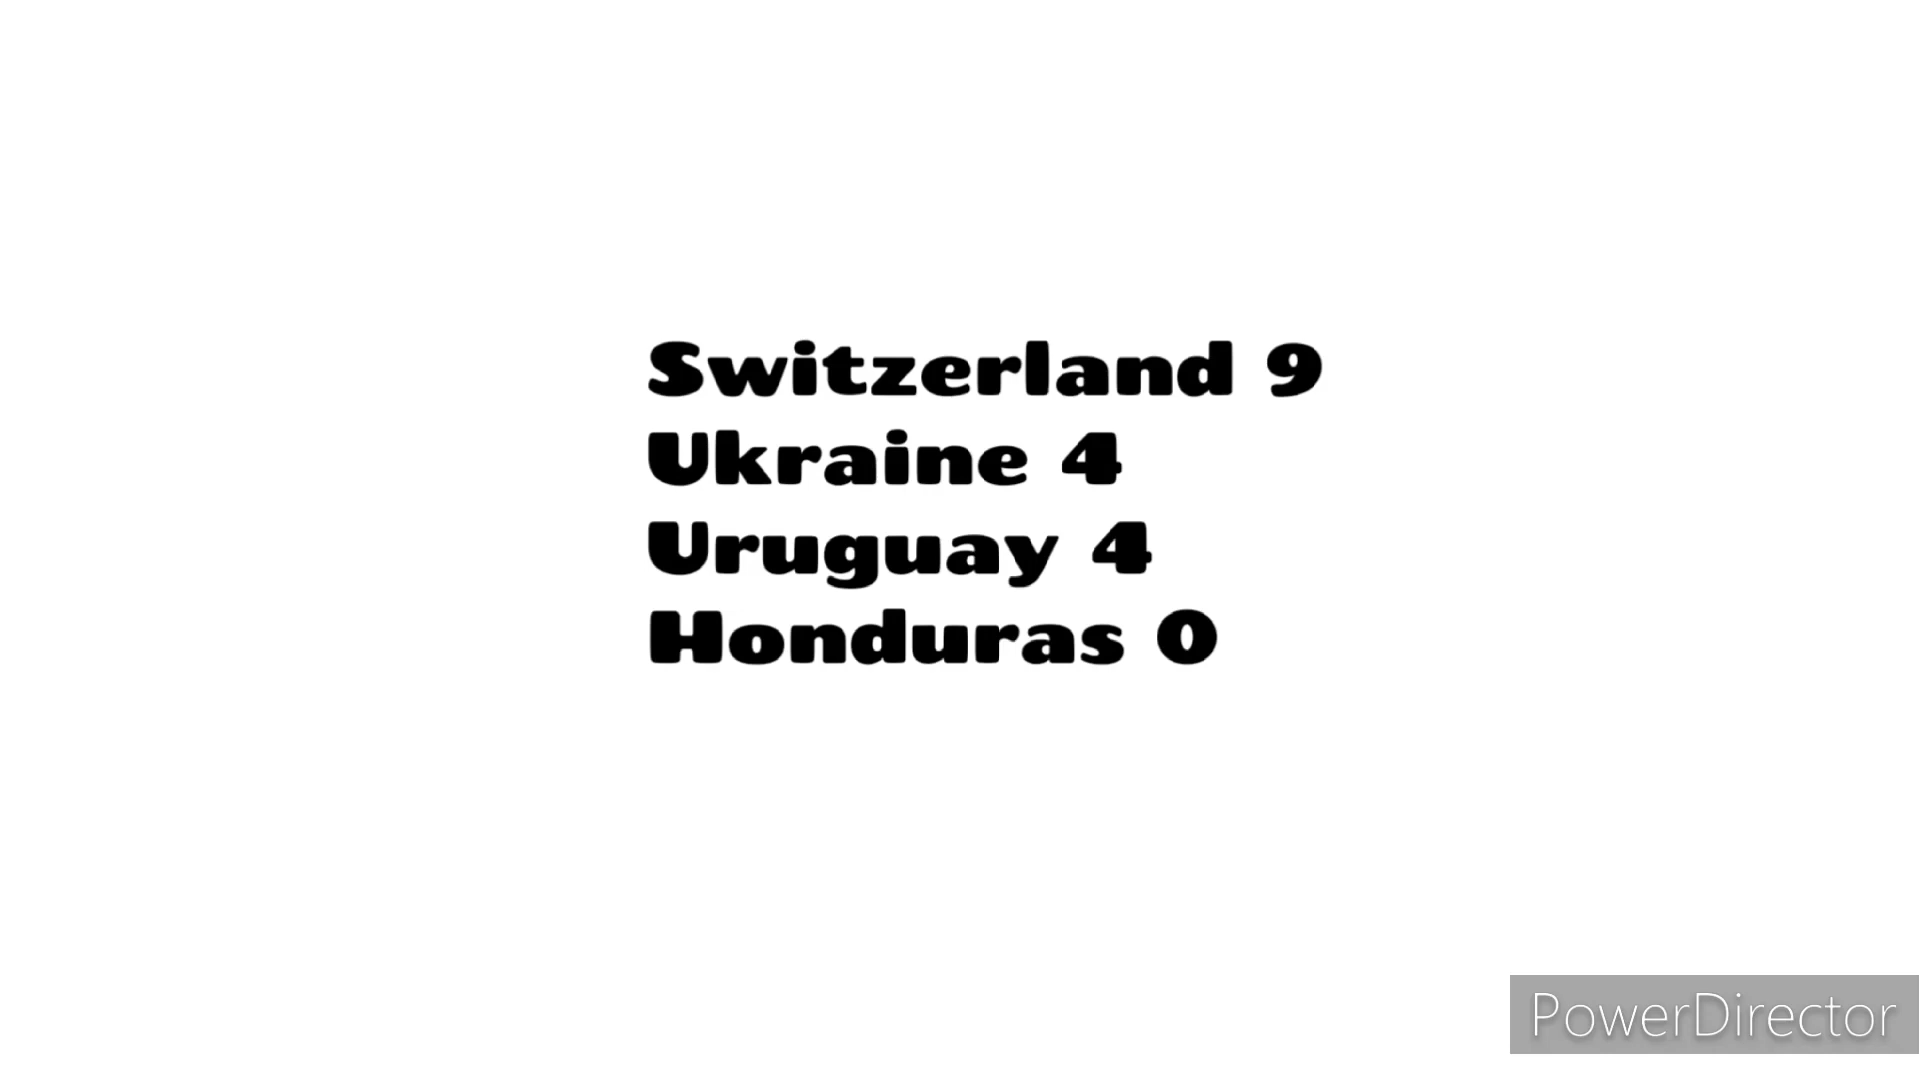 Switzerland 9
Ukraine 4
Uruguay 4
Honduras 0
PowerDirector